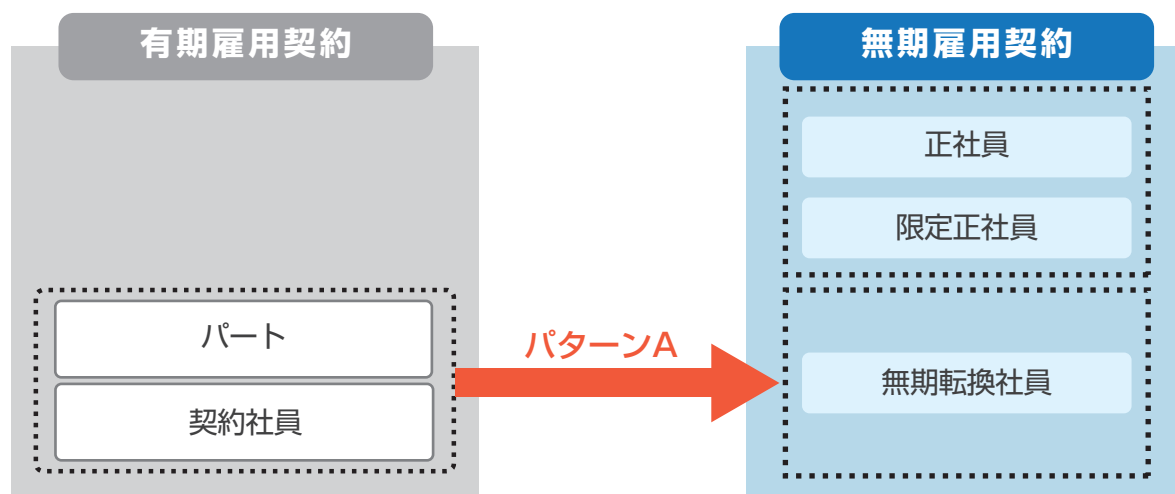 有期雇用契約
無期雇用契約
正社員
限定正社員
パート
契約社員
パターンA
無期転換社員